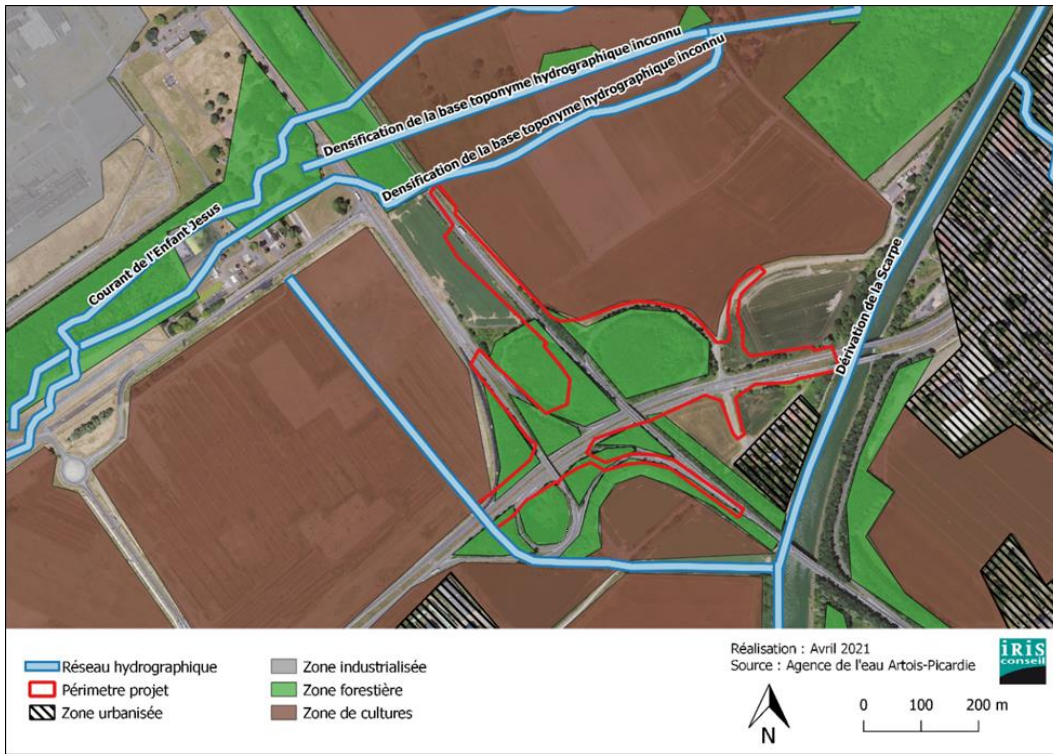 Densification de la base toponyme hydrographique inconnu
Densification de la base toponyme hydrographique inconnu
Courant de l'Enfant Jesus
Dérivation de la Scarpe
Réseau hydrographique
Périmetre projet
Zone urbanisée
Zone industrialisée
Zone forestière
Zone de cultures
Réalisation : Avril 2021
Source : Agence de l'eau Artois-Picardie
iRiS
conseil
N
0 100 200 m